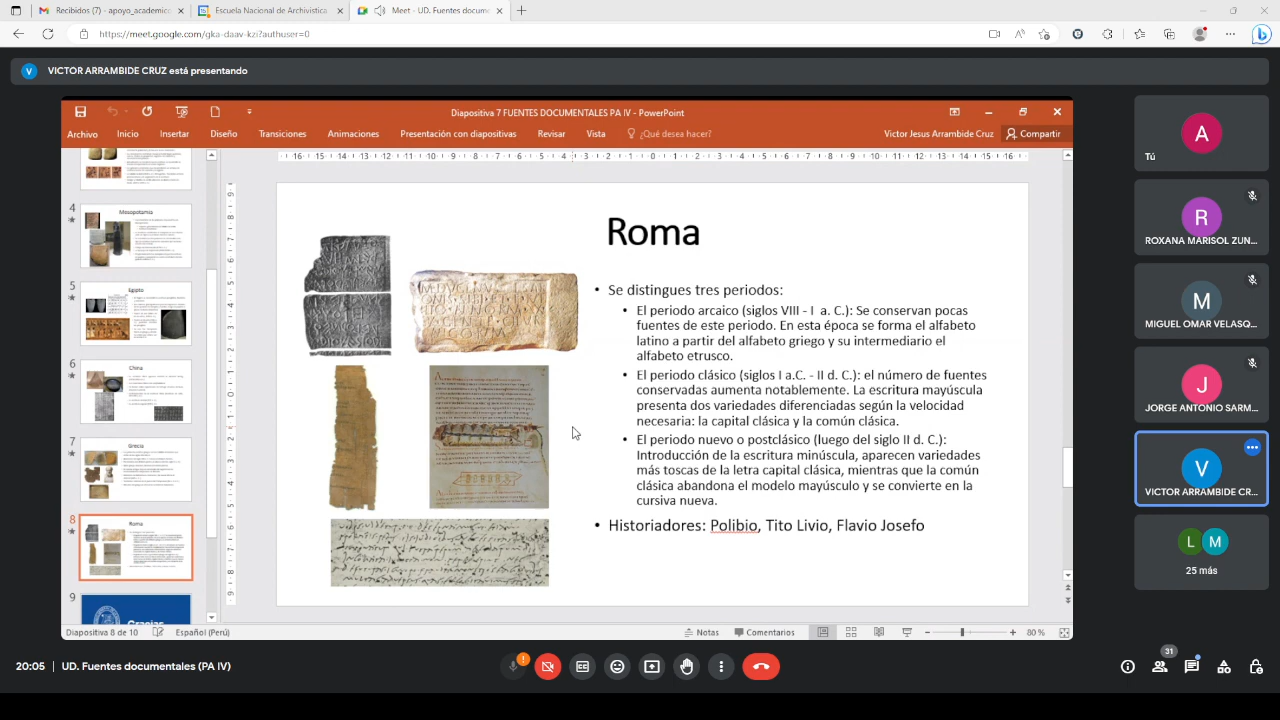 Recibidos (7) - apoyo_academico
Escuela Nacional de Archivística
Meet - UD. Fuentes docume
https://meet.google.com/gka-daav-kzi?authuser=0
V VICTOR ARRAMBIDE CRUZ está presentando
Diapositiva 7 FUENTES DOCUMENTALES PA IV - PowerPoint
Archivo Inicio Insertar Diseño Transiciones Animaciones Presentación con diapositivas Revisar Vista ¿Qué desea hacer? Victor Jesus Arrambide Cruz Compartir
4 Mesopotamia
5 Egipto
6 China
7 Grecia
8 Roma
9 Gracias
Roma
• Se distingues tres periodos:
• El periodo arcaico (siglos VIII - I a. C.): Se conservan pocas
fuentes de este periodo. En esta época se forma el alfabeto
latino a partir del alfabeto griego y su intermediario el
alfabeto etrusco.
• El periodo clásico (siglos I a.C. - II d. C.): el número de fuentes
conservadas aumenta notablemente. La escritura mayúscula
presenta dos variedades diferenciadas según la velocidad
necesaria: la capital clásica y la común clásica.
• El periodo nuevo o postclásico (luego del siglo II d. C.):
Introducción de la escritura minúscula, aparecen variedades
más toscas de la letra capital clásica, mientras que la común
clásica abandona el modelo mayúsculo y se convierte en la
cursiva nueva.
• Historiadores: Polibio, Tito Livio, Flavio Josefo
Diapositiva 8 de 10 Español (Perú) Notas Comentarios 80 %
A
Tú
R
ROXANA MARISOL ZUN...
M
MIGUEL OMAR VELASQ...
J
JORGE ANTONIO SARM...
V
VICTOR ARRAMBIDE CR...
L M
25 más
20:05 | UD. Fuentes documentales (PA IV)
31